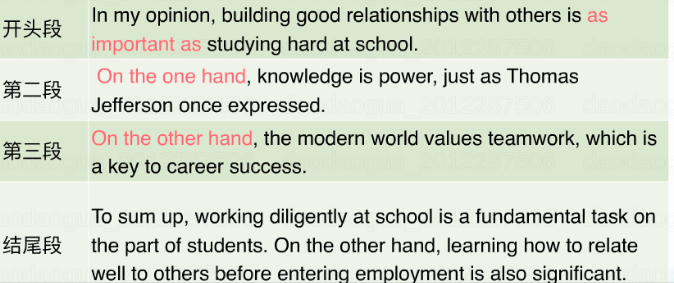 开头段
In my opinion, building good relationships with others is as
important as studying hard at school.
第二段
On the one hand, knowledge is power, just as Thomas
Jefferson once expressed.
第三段
On the other hand, the modern world values teamwork, which is
a key to career success.
结尾段
To sum up, working diligently at school is a fundamental task on
the part of students. On the other hand, learning how to relate
well to others before entering employment is also significant.